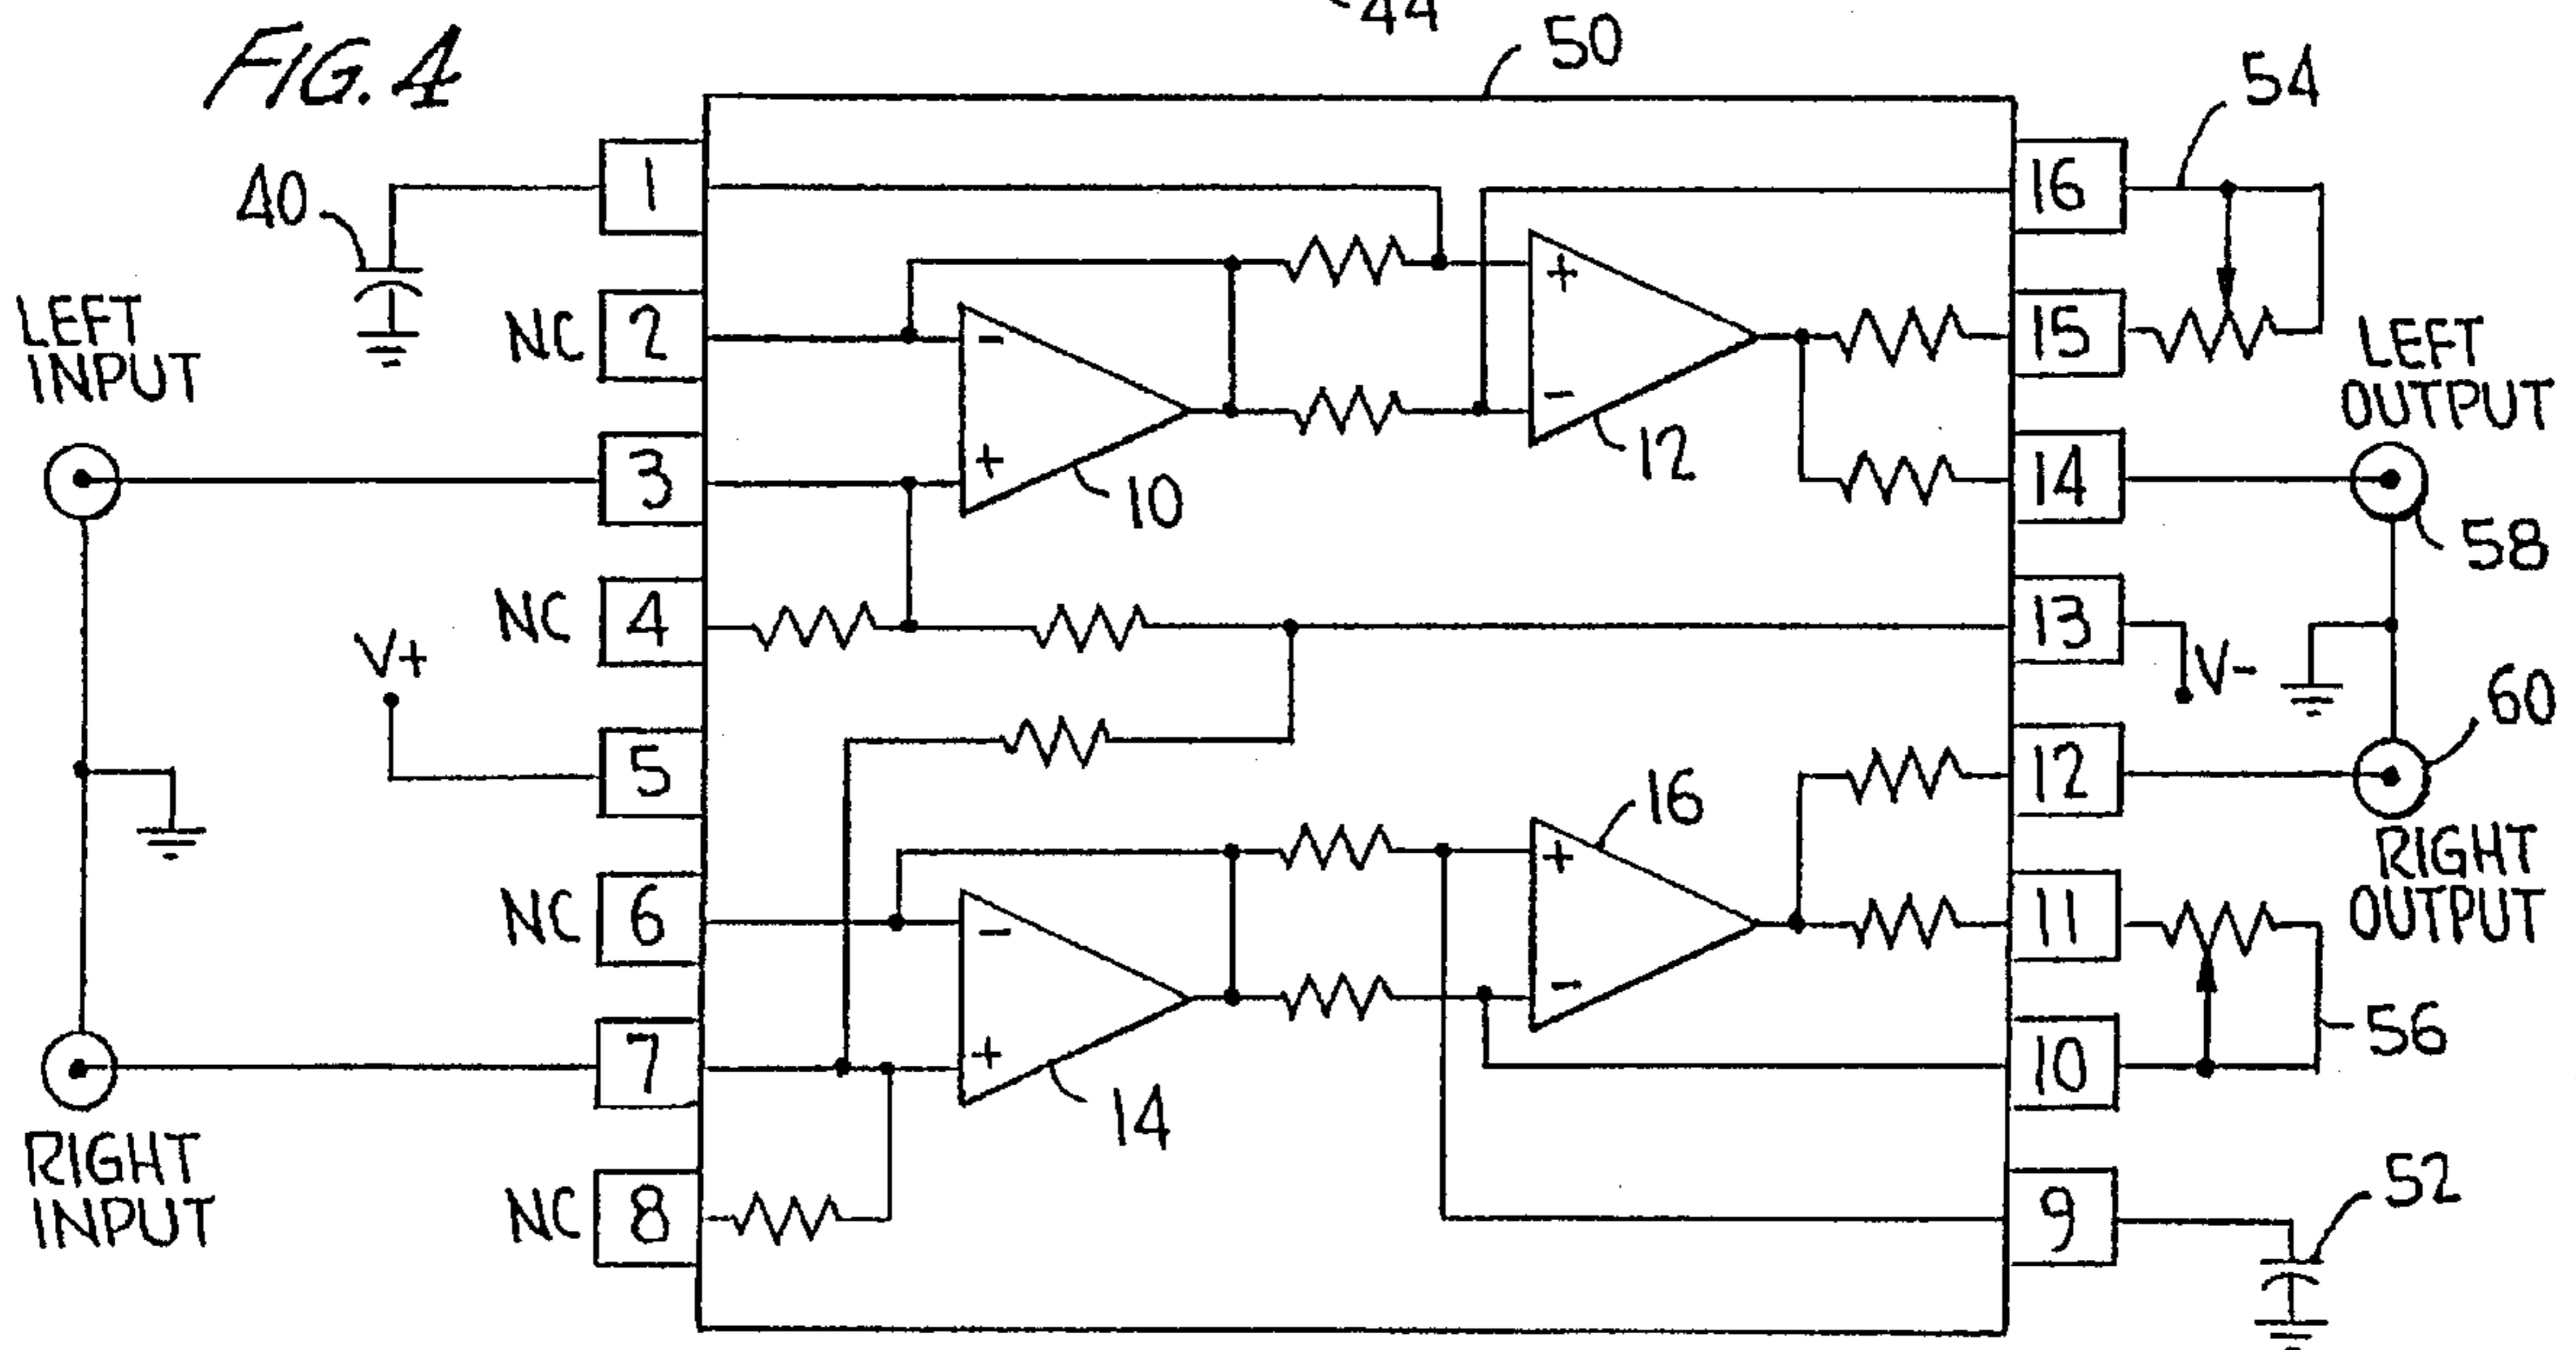 44
FIG. 4
50
54
40
1
16
+
NC 2
-
15
LEFT
INPUT
LEFT
OUTPUT
3
+
10
-
12
14
58
NC 4
13
V+
V-
5
12
60
16
RIGHT
OUTPUT
NC 6
-
+
11
7
+
14
-
10
56
RIGHT
INPUT
NC 8
9
52